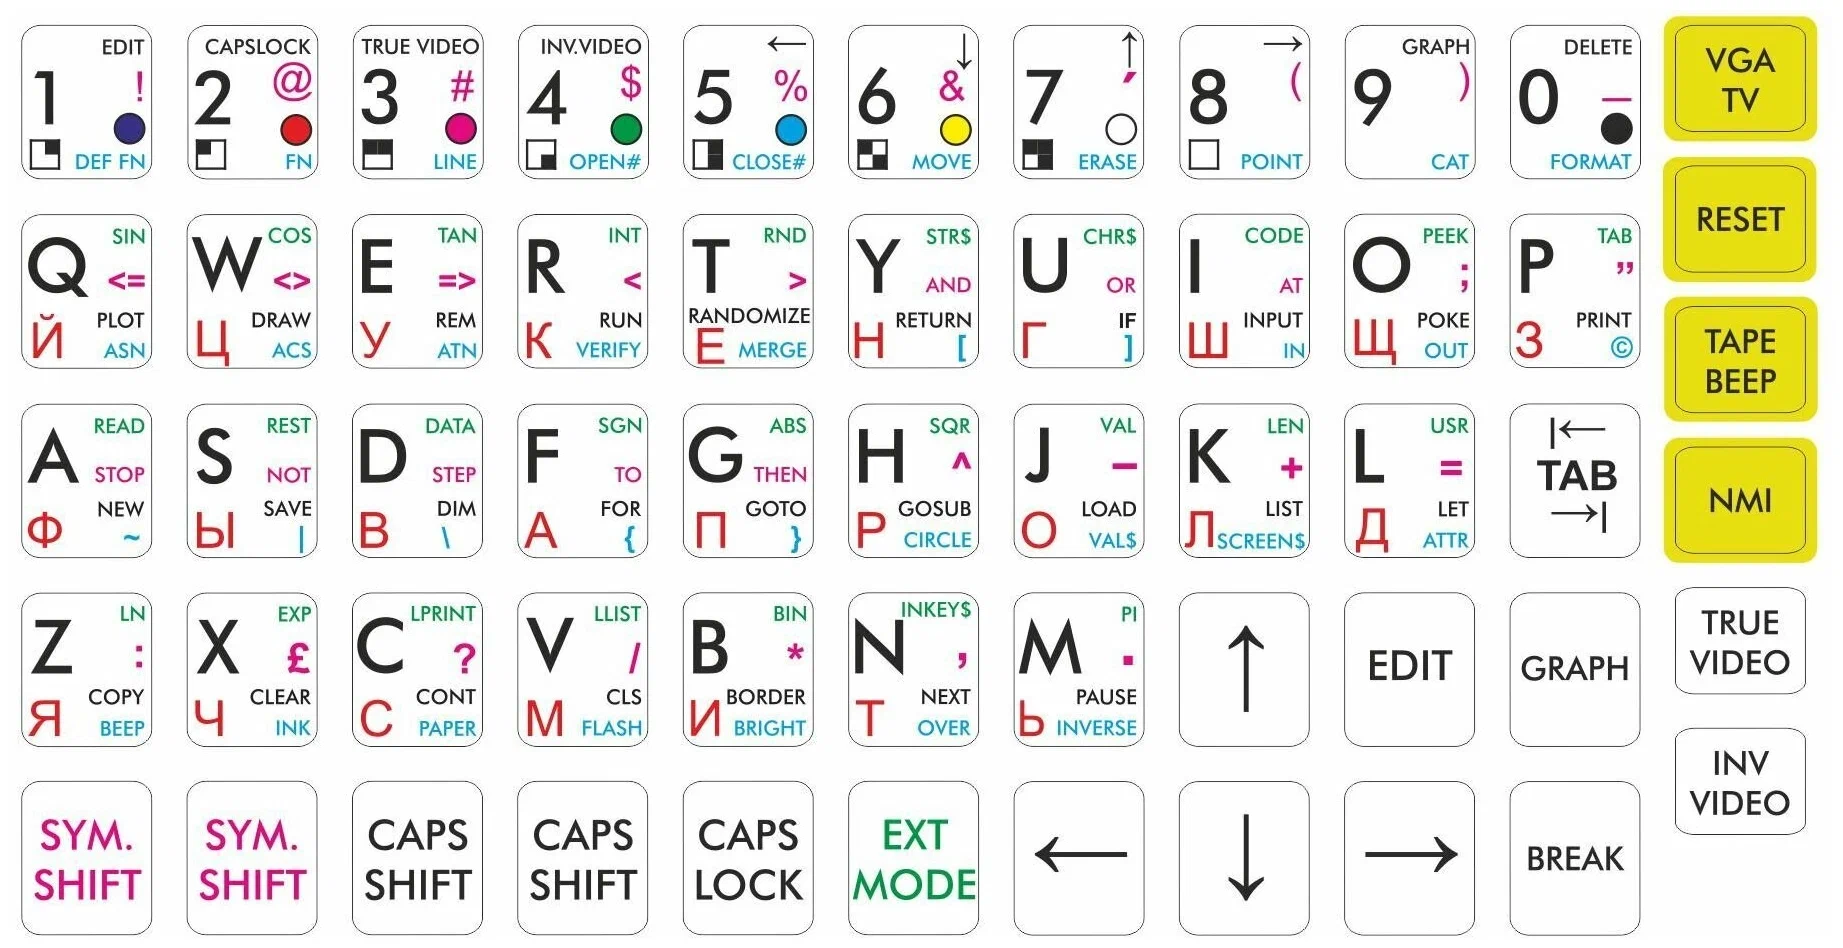 EDIT
1 !
DEF FN
CAPSLOCK
2 @
FN
TRUE VIDEO
3 #
LINE
INV.VIDEO
4 $
OPEN#
←
5 %
CLOSE#
↓
6 &
MOVE
↑
7 ′
ERASE
→
8 (
POINT
GRAPH
9 )
CAT
DELETE
0 _
FORMAT
VGA
TV
RESET
SIN
Q <=
PLOT
Й ASN
COS
W <>
DRAW
Ц ACS
TAN
E =>
REM
У ATN
INT
R <
RUN
К VERIFY
RND
T >
RANDOMIZE
Е MERGE
STR$
Y AND
RETURN
Н [
CHR$
U OR
IF
Г ]
CODE
I AT
INPUT
Ш IN
PEEK
O ;
POKE
Щ OUT
TAB
P ”
PRINT
З ©
TAPE
BEEP
READ
A STOP
NEW
Ф ~
REST
S NOT
SAVE
Ы |
DATA
D STEP
DIM
В \
SGN
F TO
FOR
А {
ABS
G THEN
GOTO
П }
SQR
H ^
GOSUB
Р CIRCLE
VAL
J –
LOAD
О VAL$
LEN
K +
LIST
Л SCREEN$
USR
L =
LET
Д ATTR
|←
TAB
→|
NMI
LN
Z :
COPY
Я BEEP
EXP
X £
CLEAR
Ч INK
LPRINT
C ?
CONT
С PAPER
LLIST
V /
CLS
М FLASH
BIN
B *
BORDER
И BRIGHT
INKEY$
N ,
NEXT
Т OVER
PI
M .
PAUSE
Ь INVERSE
↑
EDIT
GRAPH
TRUE
VIDEO
INV
VIDEO
SYM.
SHIFT
SYM.
SHIFT
CAPS
SHIFT
CAPS
SHIFT
CAPS
LOCK
EXT
MODE
←
↓
→
BREAK